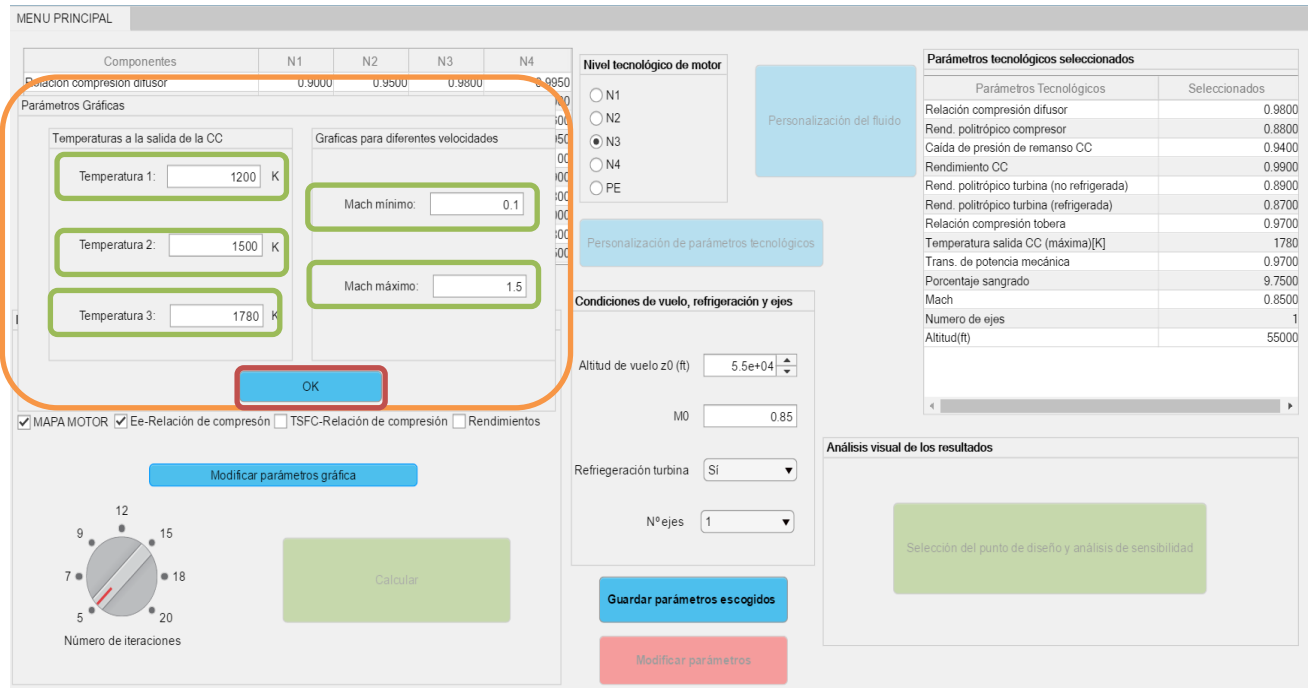 MENU PRINCIPAL
Componentes N1 N2 N3 N4
Relación compresión difusor 0.9000 0.9500 0.9800 0.9950
Parámetros Gráficas
Temperaturas a la salida de la CC
Temperatura 1: 1200 K
Temperatura 2: 1500 K
Temperatura 3: 1780 K
Graficas para diferentes velocidades
Mach mínimo: 0.1
Mach máximo: 1.5
OK
MAPA MOTOR Ee-Relación de compresón TSFC-Relación de compresión Rendimientos
Modificar parámetros gráfica
5 7 9 12 15 18 20
Número de iteraciones
Calcular
Nivel tecnológico de motor
N1
N2
N3
N4
PE
Personalización del fluido
Personalización de parámetros tecnológicos
Condiciones de vuelo, refrigeración y ejes
Altitud de vuelo z0 (ft) 5.5e+04
M0 0.85
Refriegeración turbina Sí
Nº ejes 1
Guardar parámetros escogidos
Modificar parámetros
Parámetros tecnológicos seleccionados
Parámetros Tecnológicos Seleccionados
Relación compresión difusor 0.9800
Rend. politrópico compresor 0.8800
Caída de presión de remanso CC 0.9400
Rendimiento CC 0.9900
Rend. politrópico turbina (no refrigerada) 0.8900
Rend. politrópico turbina (refrigerada) 0.8700
Relación compresión tobera 0.9700
Temperatura salida CC (máxima)[K] 1780
Trans. de potencia mecánica 0.9700
Porcentaje sangrado 9.7500
Mach 0.8500
Numero de ejes 1
Altitud(ft) 55000
Análisis visual de los resultados
Selección del punto de diseño y análisis de sensibilidad